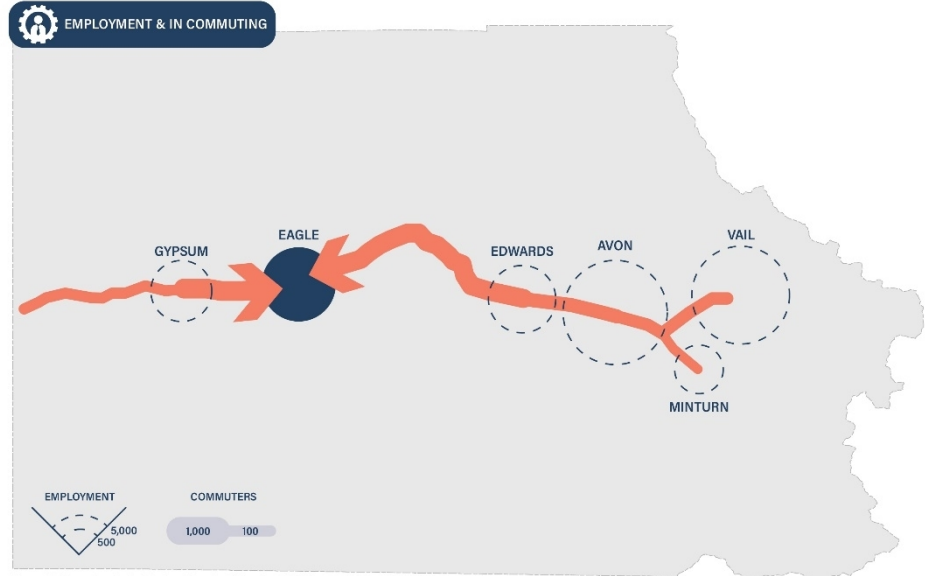 EMPLOYMENT & IN COMMUTING
GYPSUM
EAGLE
EDWARDS
AVON
VAIL
MINTURN
EMPLOYMENT
5,000
500
COMMUTERS
1,000
100